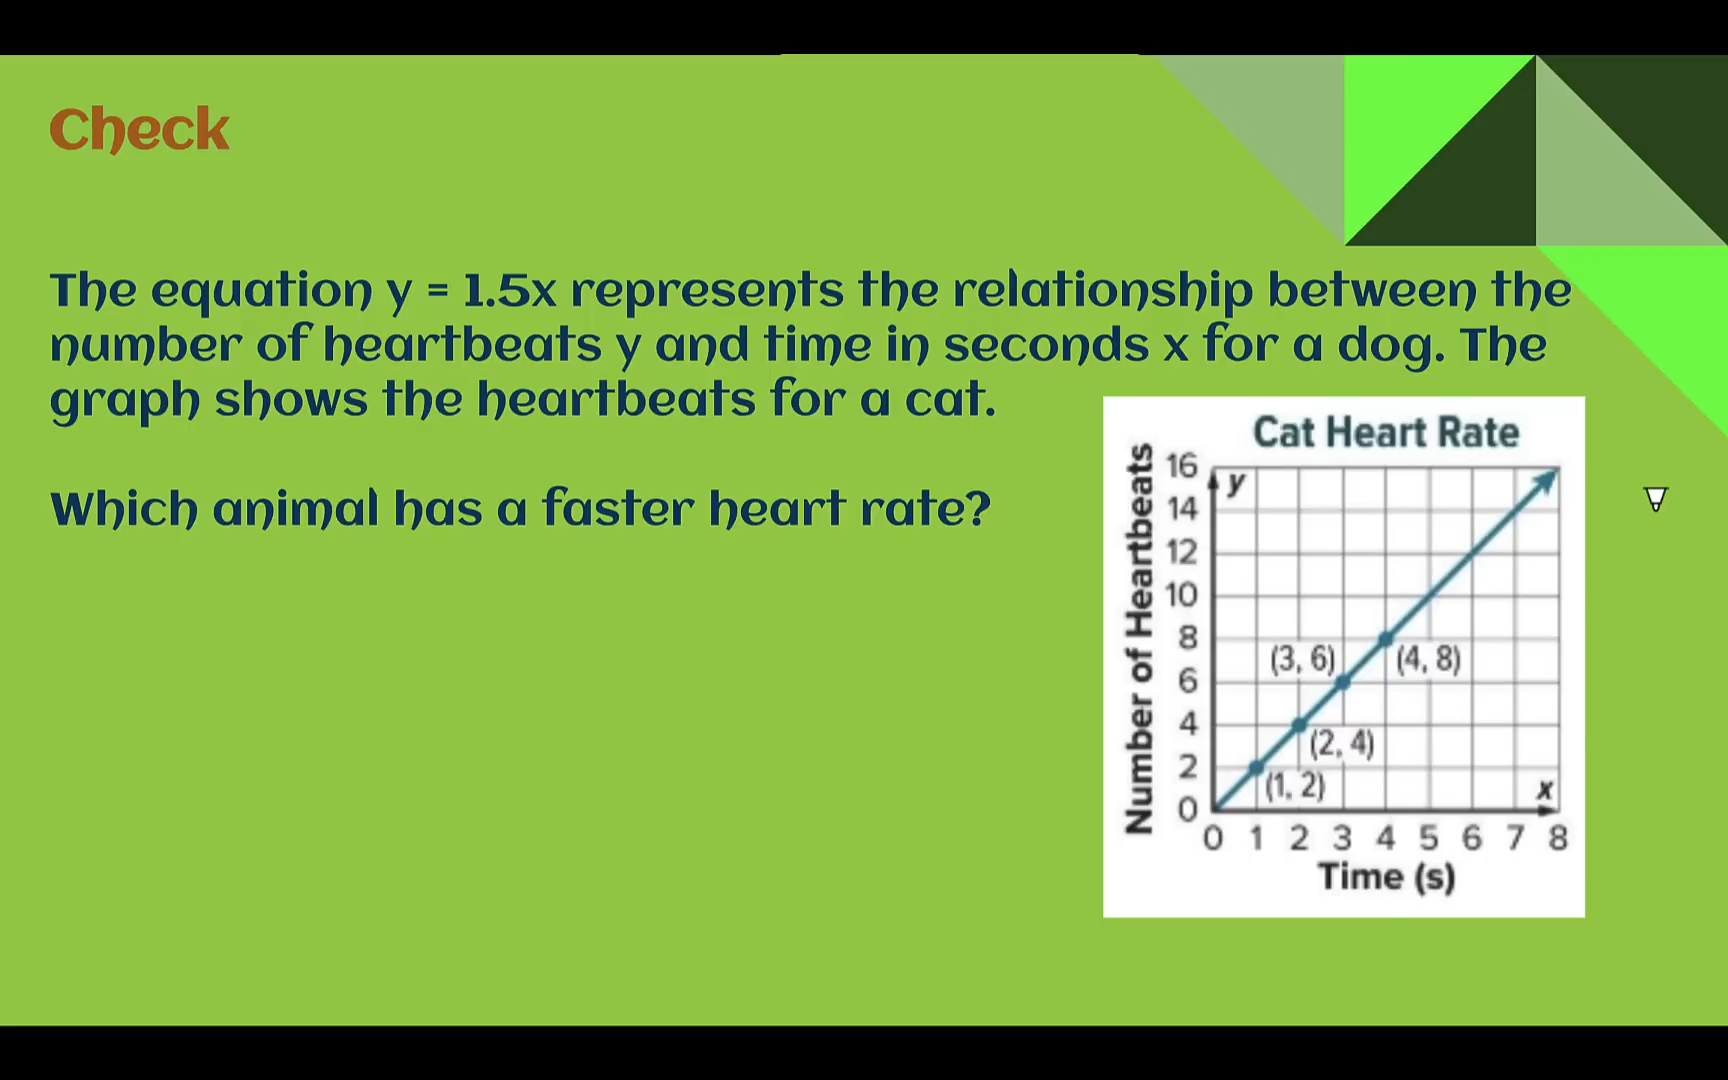 Check
The equation y = 1.5x represents the relationship between the
number of heartbeats y and time in seconds x for a dog. The
graph shows the heartbeats for a cat.
Which animal has a faster heart rate?
Cat Heart Rate
Number of Heartbeats
16
14
12
10
8
6
4
2
0
y
(3, 6)
(4, 8)
(2, 4)
(1, 2)
x
0 1 2 3 4 5 6 7 8
Time (s)